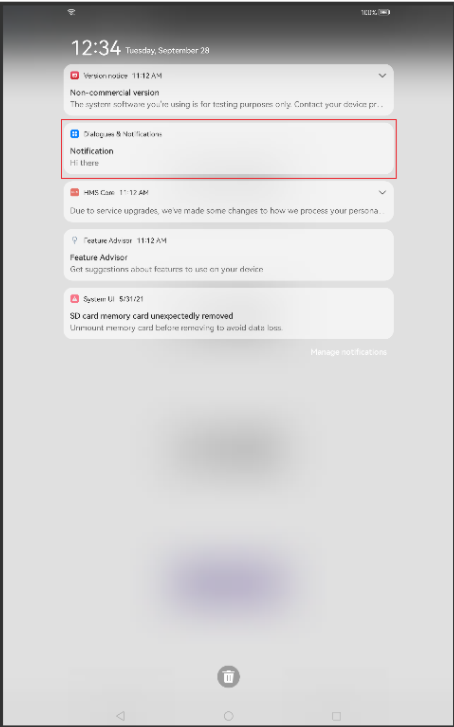 100%
12:34 Tuesday, September 28
Version notice 11:12 AM
Non-commercial version
The system software you're using is for testing purposes only. Contact your device pr...
Dialogues & Notifications
Notification
Hi there
HMS Core 11:12 AM
Due to service upgrades, we've made some changes to how we process your persona...
Feature Advisor 11:12 AM
Feature Advisor
Get suggestions about features to use on your device
System UI 5/31/21
SD card memory card unexpectedly removed
Unmount memory card before removing to avoid data loss.
Manage notifications